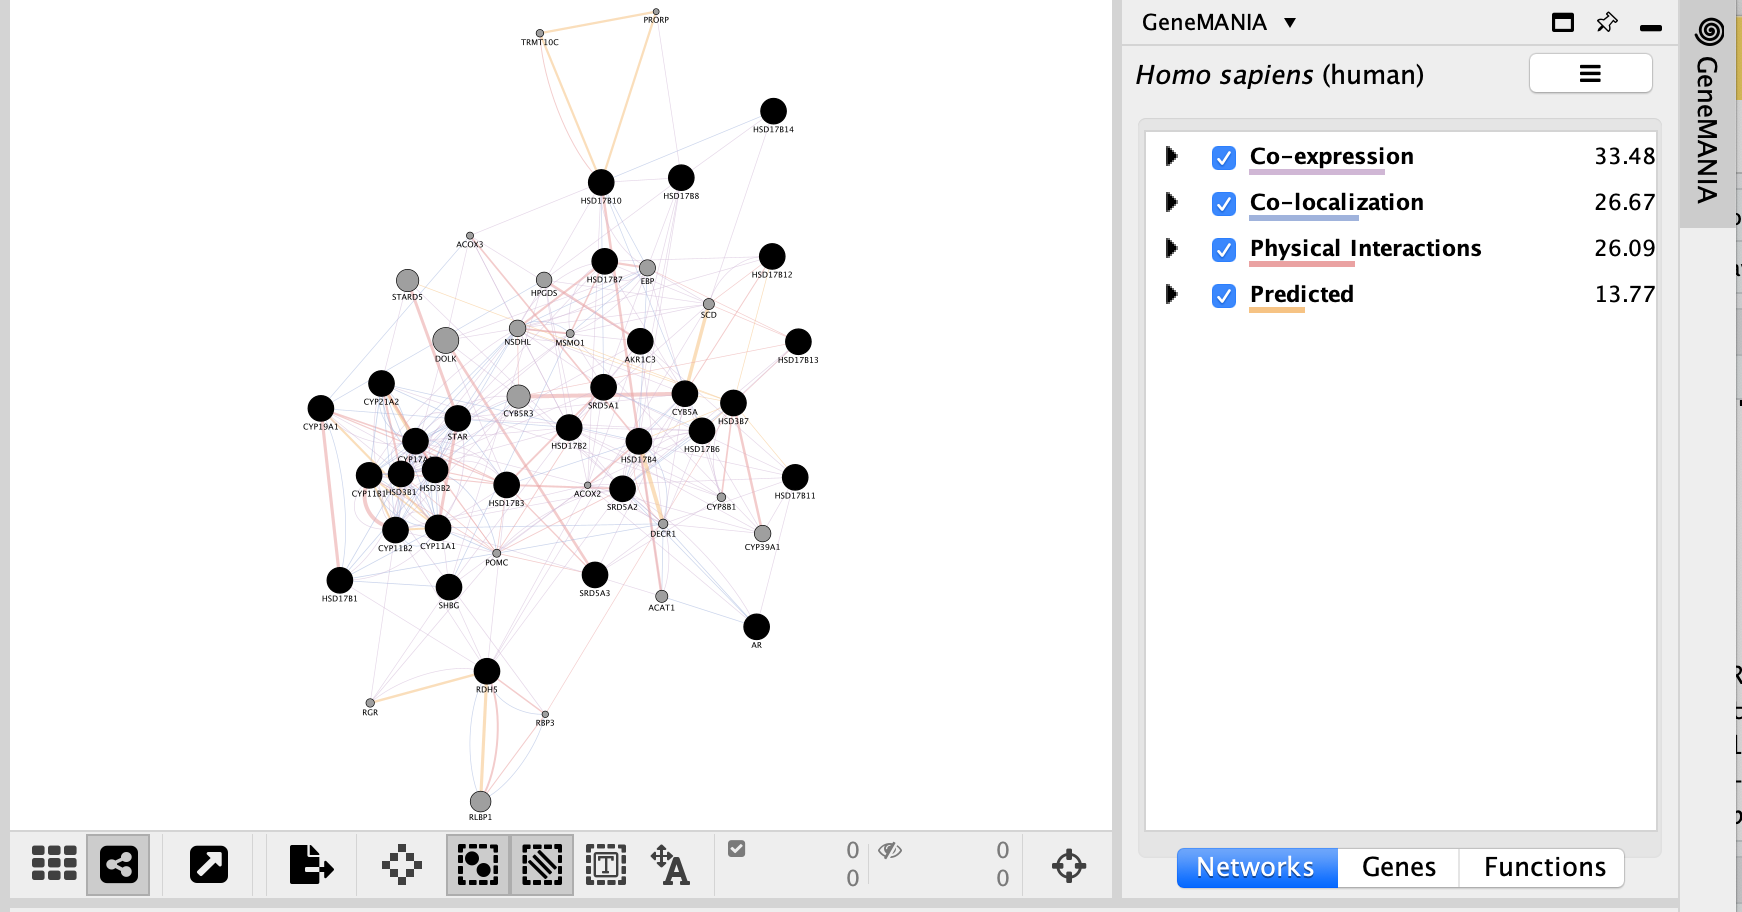 PRORP
TRMT10C
HSD17B14
HSD17B10
HSD17B8
ACOX3
HSD17B7
EBP
HSD17B12
STARD5
HPGDS
SCD
NSDHL
MSMO1
AKR1C3
HSD17B13
DOLK
CYP21A2
CYB5R3
SRD5A1
CYB5A
HSD3B7
CYP19A1
STAR
HSD17B2
HSD17B4
HSD17B6
CYP17A
CYP11B1
HSD3B1
HSD3B2
HSD17B3
ACOX2
SRD5A2
CYP8B1
HSD17B11
CYP11B2
CYP11A1
DECR1
CYP39A1
POMC
HSD17B1
SHBG
SRD5A3
ACAT1
AR
RDH5
RGR
RBP3
RLBP1
T
A
0
0
0
0
GeneMANIA ▼
Homo sapiens (human)
Co-expression 33.48
Co-localization 26.67
Physical Interactions 26.09
Predicted 13.77
Networks Genes Functions
GeneMANIA